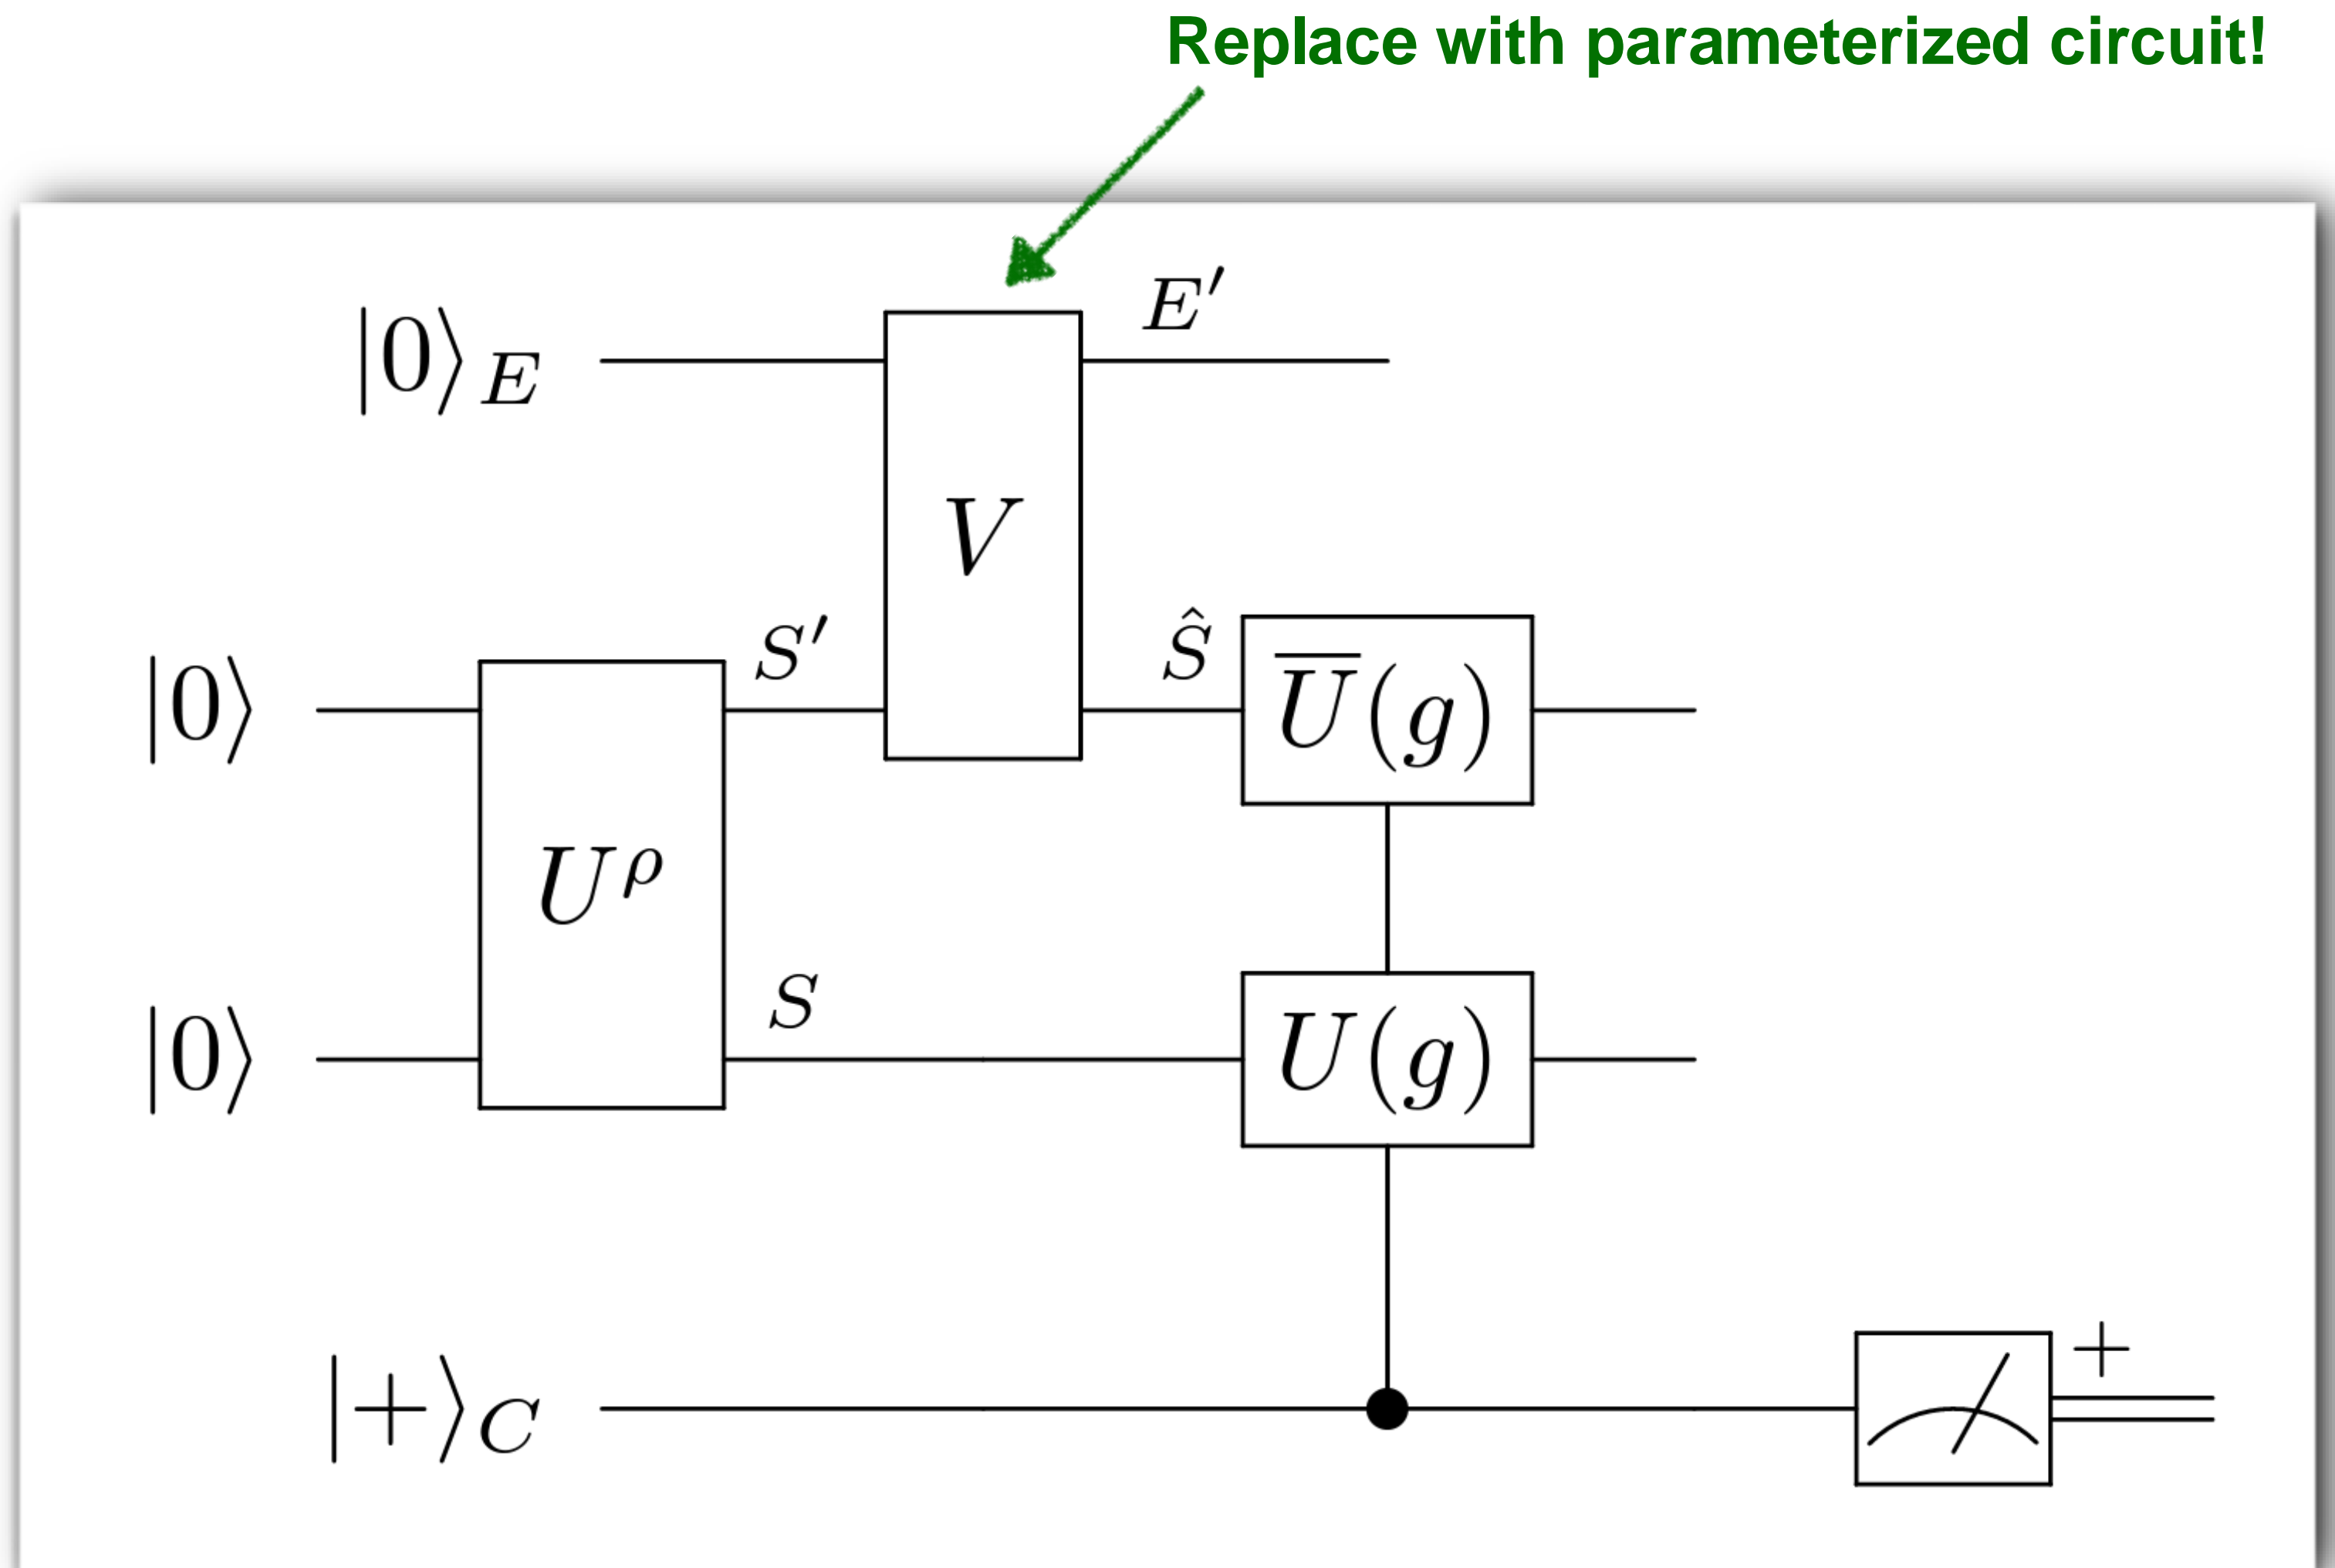 Replace with parameterized circuit!
|0⟩_E
E′
V
|0⟩
S′
Ŝ
U̅(g)
U^ρ
|0⟩
S
U(g)
|+⟩_C
+